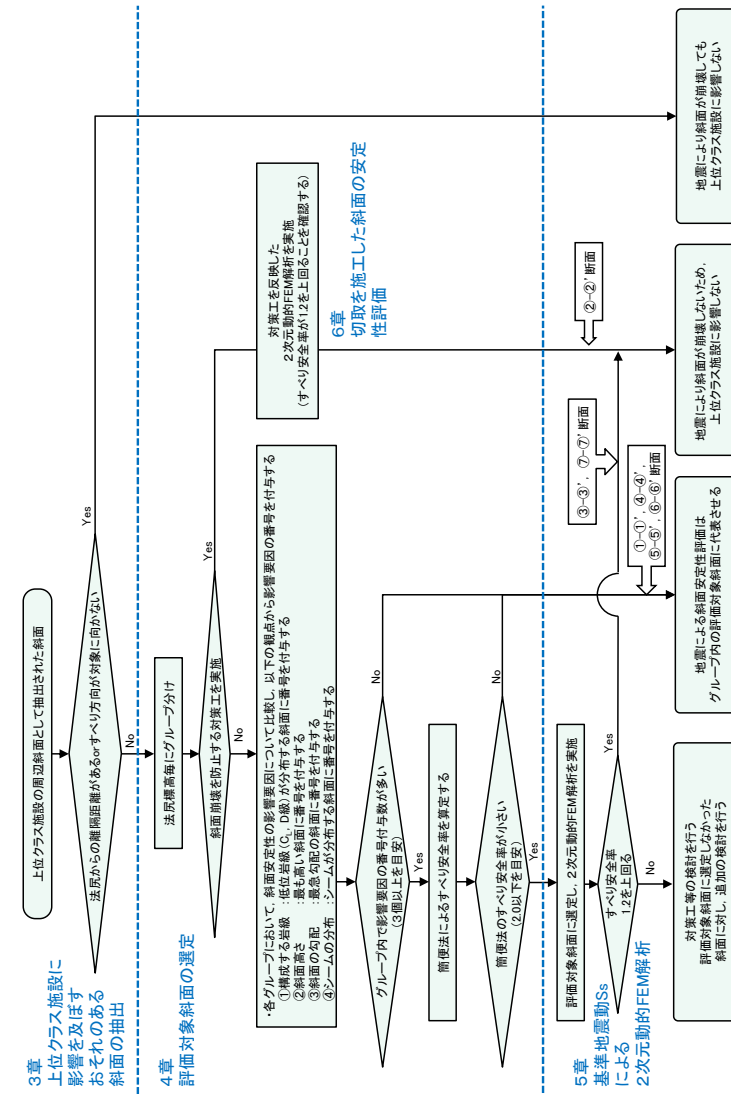 3章
上位クラス施設に
影響を及ぼす
おそれのある
斜面の抽出
上位クラス施設の周辺斜面として抽出された斜面
法尻からの離隔距離があるorすべり方向が対象に向かない
Yes
No
4章
評価対象斜面の選定
法尻標高毎にグループ分け
斜面崩壊を防止する対策工を実施
Yes
No
対策工を反映した
2次元動的FEM解析を実施
(すべり安全率が1.2を上回ることを確認する)
6章
切取を施工した斜面の安定
性評価
・各グループにおいて, 斜面安定性の影響要因について比較し, 以下の観点から影響要因の番号を付与する
①構成する岩級 :低位岩級(CL, D級)が分布する斜面に番号を付与する
②斜面高さ :最も高い斜面に番号を付与する
③斜面の勾配 :最急勾配の斜面に番号を付与する
④シームの分布 :シームが分布する斜面に番号を付与する
グループ内で影響要因の番号付与数が多い
(3個以上を目安)
No
Yes
簡便法によるすべり安全率を算定する
簡便法のすべり安全率が小さい
(2.0以下を目安)
No
Yes
5章
基準地震動Ss
による
2次元動的FEM解析
評価対象斜面に選定し, 2次元動的FEM解析を実施
すべり安全率
1.2を上回る
Yes
No
③-③', ⑦-⑦' 断面
②-②' 断面
①-①', ④-④',
⑤-⑤', ⑥-⑥' 断面
対策工等の検討を行う
評価対象斜面に選定しなかった
斜面に対し, 追加の検討を行う
地震による斜面安定性評価は
グループ内の評価対象斜面に代表させる
地震により斜面が崩壊しないため,
上位クラス施設に影響しない
地震により斜面が崩壊しても
上位クラス施設に影響しない